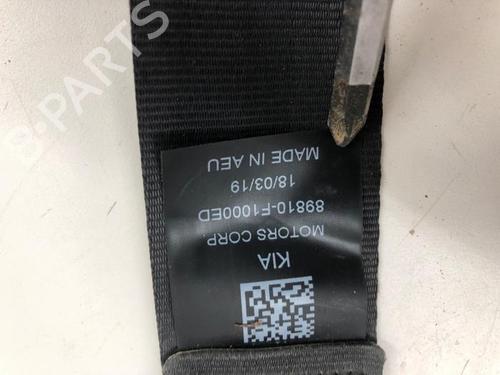 KIA
MOTORS CORP.
89810-F1000ED
18/03/19
MADE IN AEU
B-PARTS